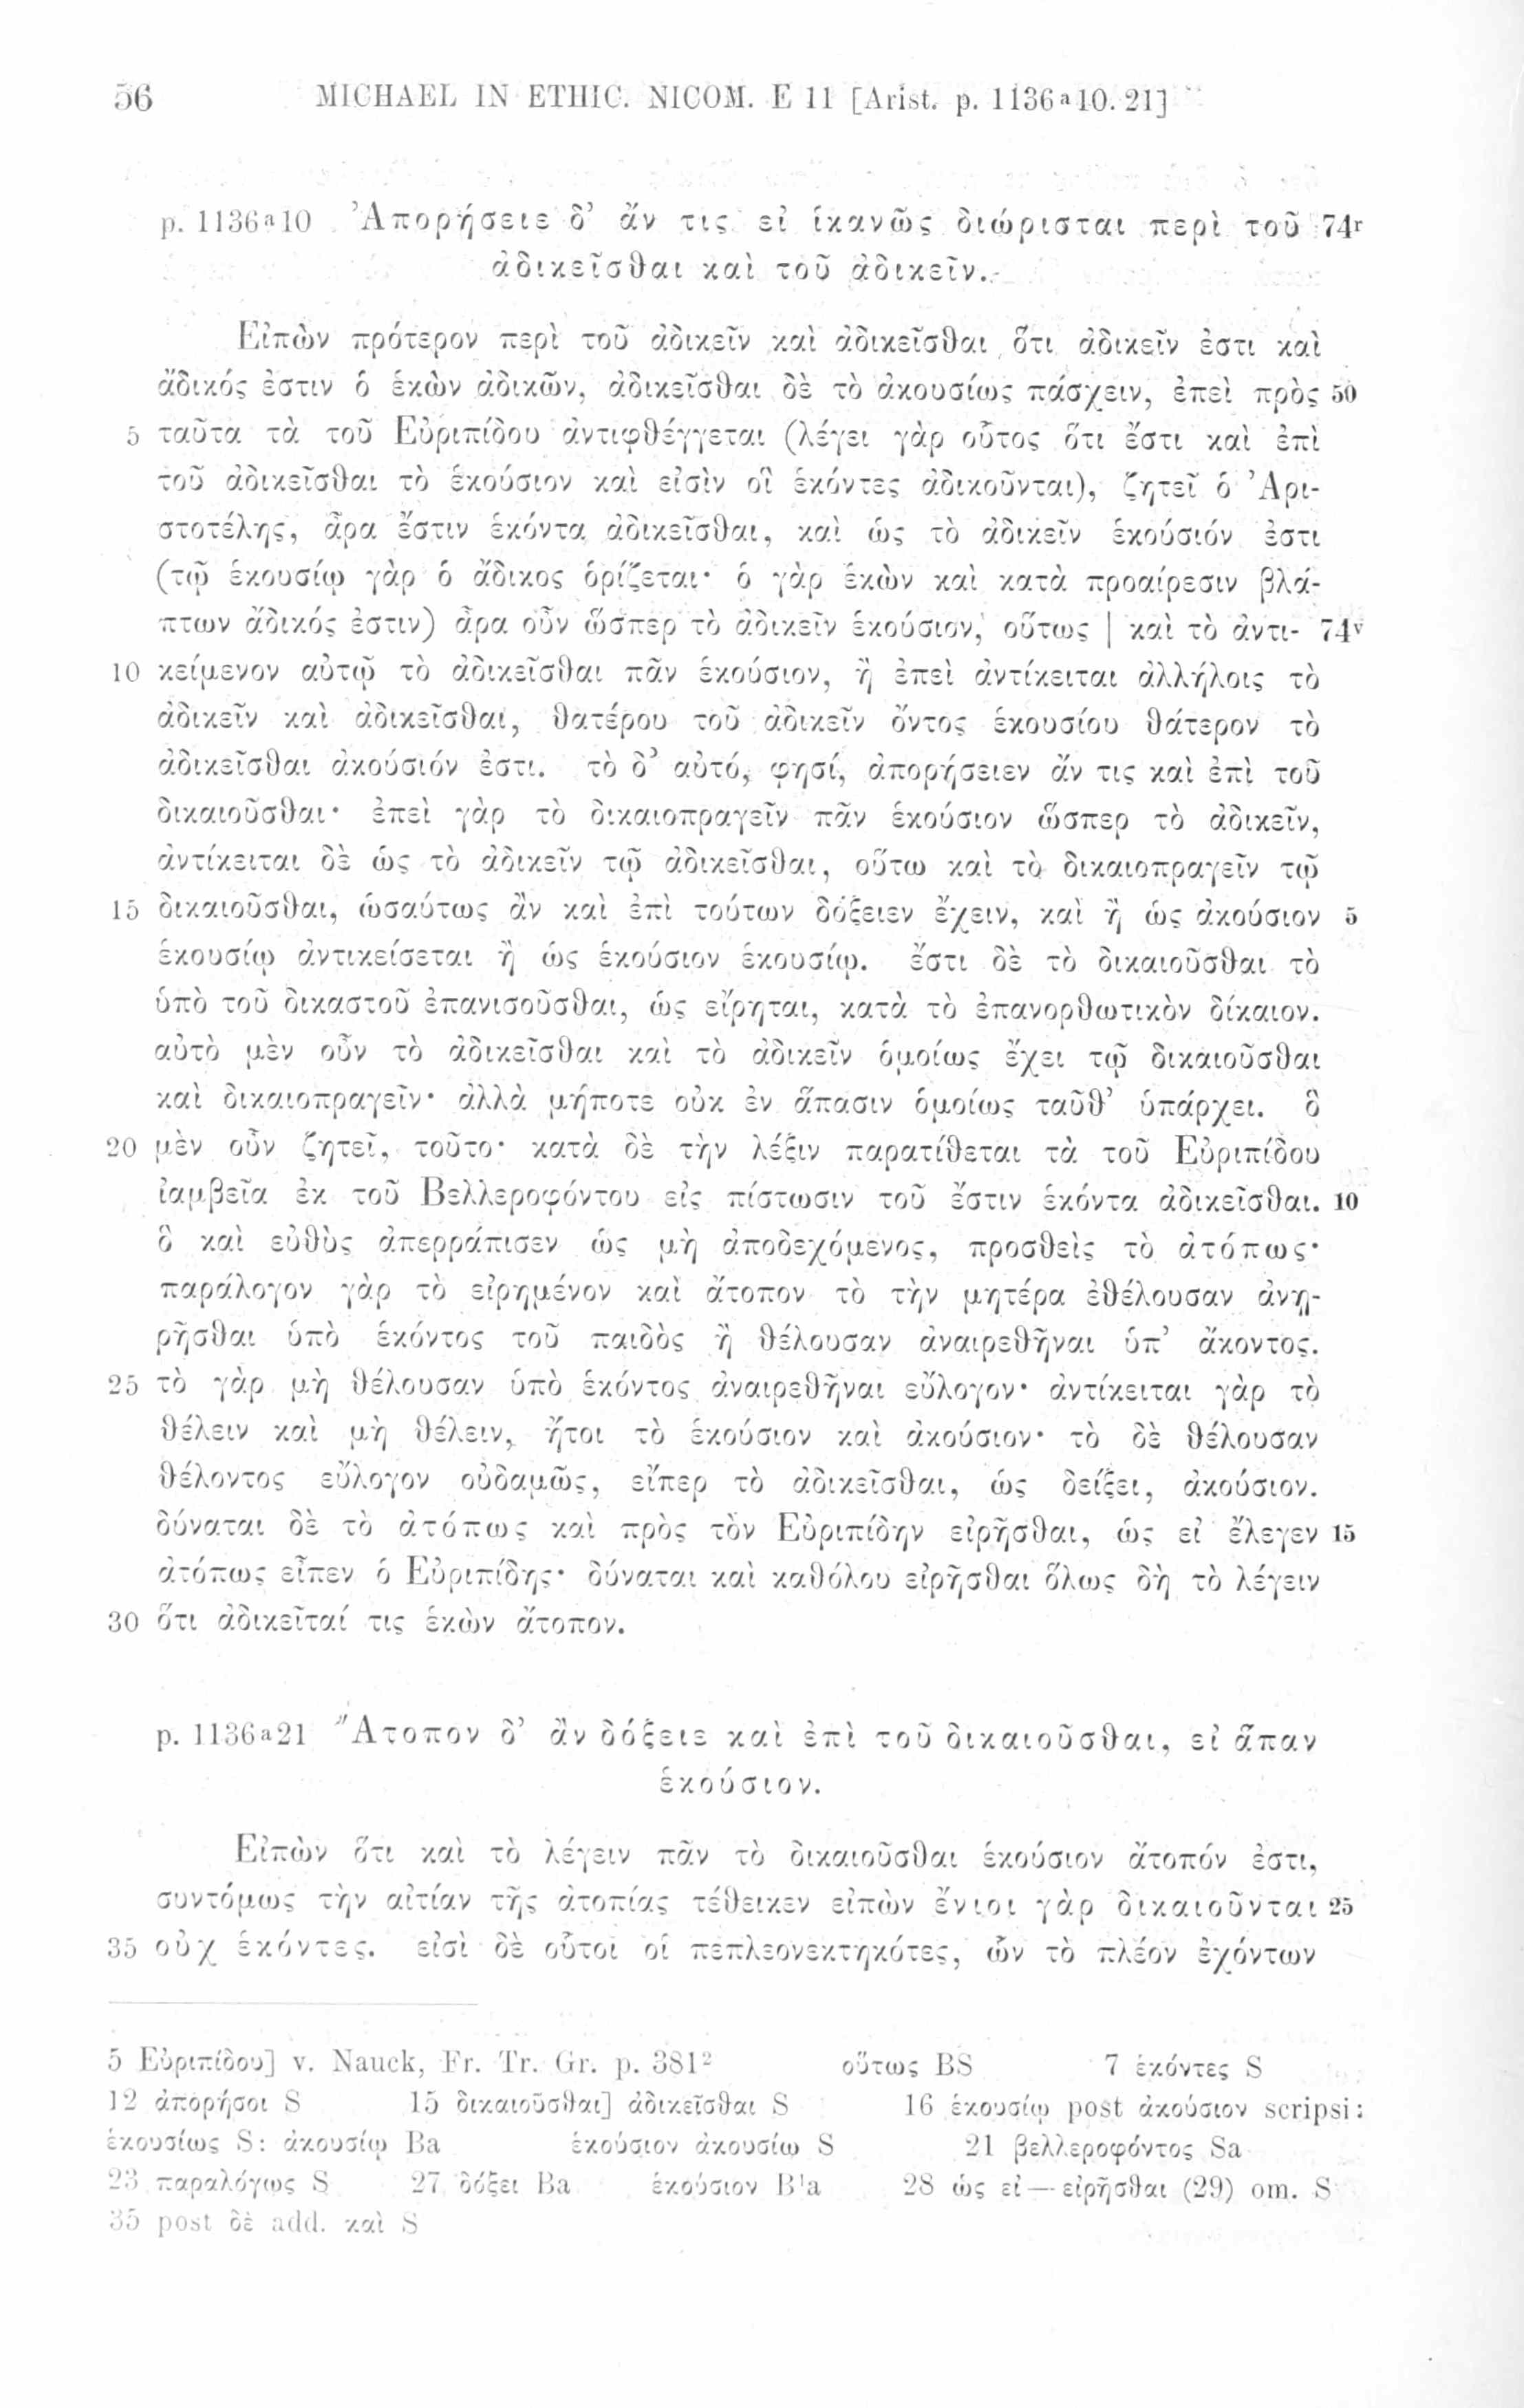 56 MICHAEL IN ETHIC. NICOM. E 11 [Arist. p. 1136ᵃ10. 21]
p. 1136ᵃ10 Ἀπορήσειε δ’ ἄν τις εἰ ἱκανῶς διώρισται περὶ τοῦ 74ʳ
ἀδικεῖσθαι καὶ τοῦ ἀδικεῖν.
Εἰπὼν πρότερον περὶ τοῦ ἀδικεῖν καὶ ἀδικεῖσθαι ὅτι ἀδικεῖν ἐστι καὶ
ἄδικός ἐστιν ὁ ἑκὼν ἀδικῶν, ἀδικεῖσθαι δὲ τὸ ἀκουσίως πάσχειν, ἐπεὶ πρὸς 50
5 ταῦτα τὰ τοῦ Εὐριπίδου ἀντιφθέγγεται (λέγει γὰρ οὗτος ὅτι ἔστι καὶ ἐπὶ
τοῦ ἀδικεῖσθαι τὸ ἑκούσιον καὶ εἰσὶν οἳ ἑκόντες ἀδικοῦνται), ζητεῖ ὁ Ἀρι-
στοτέλης, ἆρα ἔστιν ἑκόντα ἀδικεῖσθαι, καὶ ὡς τὸ ἀδικεῖν ἑκούσιόν ἐστι
(τῷ ἑκουσίῳ γὰρ ὁ ἄδικος ὁρίζεται· ὁ γὰρ ἑκὼν καὶ κατὰ προαίρεσιν βλά-
πτων ἄδικός ἐστιν) ἆρα οὖν ὥσπερ τὸ ἀδικεῖν ἑκούσιον, οὕτως | καὶ τὸ ἀντι- 74ᵛ
10 κείμενον αὐτῷ τὸ ἀδικεῖσθαι πᾶν ἑκούσιον, ἢ ἐπεὶ ἀντίκειται ἀλλήλοις τὸ
ἀδικεῖν καὶ ἀδικεῖσθαι, θατέρου τοῦ ἀδικεῖν ὄντος ἑκουσίου θάτερον τὸ
ἀδικεῖσθαι ἀκούσιόν ἐστι. τὸ δ’ αὐτό, φησί, ἀπορήσειεν ἄν τις καὶ ἐπὶ τοῦ
δικαιοῦσθαι· ἐπεὶ γὰρ τὸ δικαιοπραγεῖν πᾶν ἑκούσιον ὥσπερ τὸ ἀδικεῖν,
ἀντίκειται δὲ ὡς τὸ ἀδικεῖν τῷ ἀδικεῖσθαι, οὕτω καὶ τὸ δικαιοπραγεῖν τῷ
15 δικαιοῦσθαι, ὡσαύτως ἂν καὶ ἐπὶ τούτων δόξειεν ἔχειν, καὶ ἢ ὡς ἀκούσιον 5
ἑκουσίῳ ἀντικείσεται ἢ ὡς ἑκούσιον ἑκουσίῳ. ἔστι δὲ τὸ δικαιοῦσθαι τὸ
ὑπὸ τοῦ δικαστοῦ ἐπανισοῦσθαι, ὡς εἴρηται, κατὰ τὸ ἐπανορθωτικὸν δίκαιον.
αὐτὸ μὲν οὖν τὸ ἀδικεῖσθαι καὶ τὸ ἀδικεῖν ὁμοίως ἔχει τῷ δικαιοῦσθαι
καὶ δικαιοπραγεῖν· ἀλλὰ μήποτε οὐκ ἐν ἅπασιν ὁμοίως ταῦθ’ ὑπάρχει. ὃ
20 μὲν οὖν ζητεῖ, τοῦτο· κατὰ δὲ τὴν λέξιν παρατίθεται τὰ τοῦ Εὐριπίδου
ἰαμβεῖα ἐκ τοῦ Βελλεροφόντου εἰς πίστωσιν τοῦ ἔστιν ἑκόντα ἀδικεῖσθαι. 10
ὃ καὶ εὐθὺς ἀπερράπισεν ὡς μὴ ἀποδεχόμενος, προσθεὶς τὸ ἀτόπως·
παράλογον γὰρ τὸ εἰρημένον καὶ ἄτοπον τὸ τὴν μητέρα ἐθέλουσαν ἀνῃ-
ρῆσθαι ὑπὸ ἑκόντος τοῦ παιδὸς ἢ θέλουσαν ἀναιρεθῆναι ὑπ’ ἄκοντος.
25 τὸ γὰρ μὴ θέλουσαν ὑπὸ ἑκόντος ἀναιρεθῆναι εὔλογον· ἀντίκειται γὰρ τὸ
θέλειν καὶ μὴ θέλειν, ἤτοι τὸ ἑκούσιον καὶ ἀκούσιον· τὸ δὲ θέλουσαν
θέλοντος εὔλογον οὐδαμῶς, εἴπερ τὸ ἀδικεῖσθαι, ὡς δείξει, ἀκούσιον.
δύναται δὲ τὸ ἀτόπως καὶ πρὸς τὸν Εὐριπίδην εἰρῆσθαι, ὡς εἰ ἔλεγεν 15
ἀτόπως εἶπεν ὁ Εὐριπίδης· δύναται καὶ καθόλου εἰρῆσθαι ὅλως δὴ τὸ λέγειν
30 ὅτι ἀδικεῖταί τις ἑκὼν ἄτοπον.
p. 1136ᵃ21 Ἄτοπον δ’ ἂν δόξειε καὶ ἐπὶ τοῦ δικαιοῦσθαι, εἰ ἅπαν
ἑκούσιον.
Εἰπὼν ὅτι καὶ τὸ λέγειν πᾶν τὸ δικαιοῦσθαι ἑκούσιον ἄτοπόν ἐστι,
συντόμως τὴν αἰτίαν τῆς ἀτοπίας τέθεικεν εἰπὼν ἔνιοι γὰρ δικαιοῦνται 25
35 οὐχ ἑκόντες. εἰσὶ δὲ οὗτοι οἱ πεπλεονεκτηκότες, ὧν τὸ πλέον ἐχόντων
5 Εὐριπίδου] v. Nauck, Fr. Tr. Gr. p. 381² οὕτως BS 7 ἑκόντες S
12 ἀπορήσοι S 15 δικαιοῦσθαι] ἀδικεῖσθαι S 16 ἑκουσίῳ post ἀκούσιον scripsi:
ἑκουσίως S: ἀκουσίῳ Ba ἑκούσιον ἀκουσίω S 21 βελλεροφόντος Sa
23 παραλόγως S 27 δόξει Ba ἑκούσιον B¹a 28 ὡς εἰ — εἰρῆσθαι (29) om. S
35 post δὲ add. καὶ S